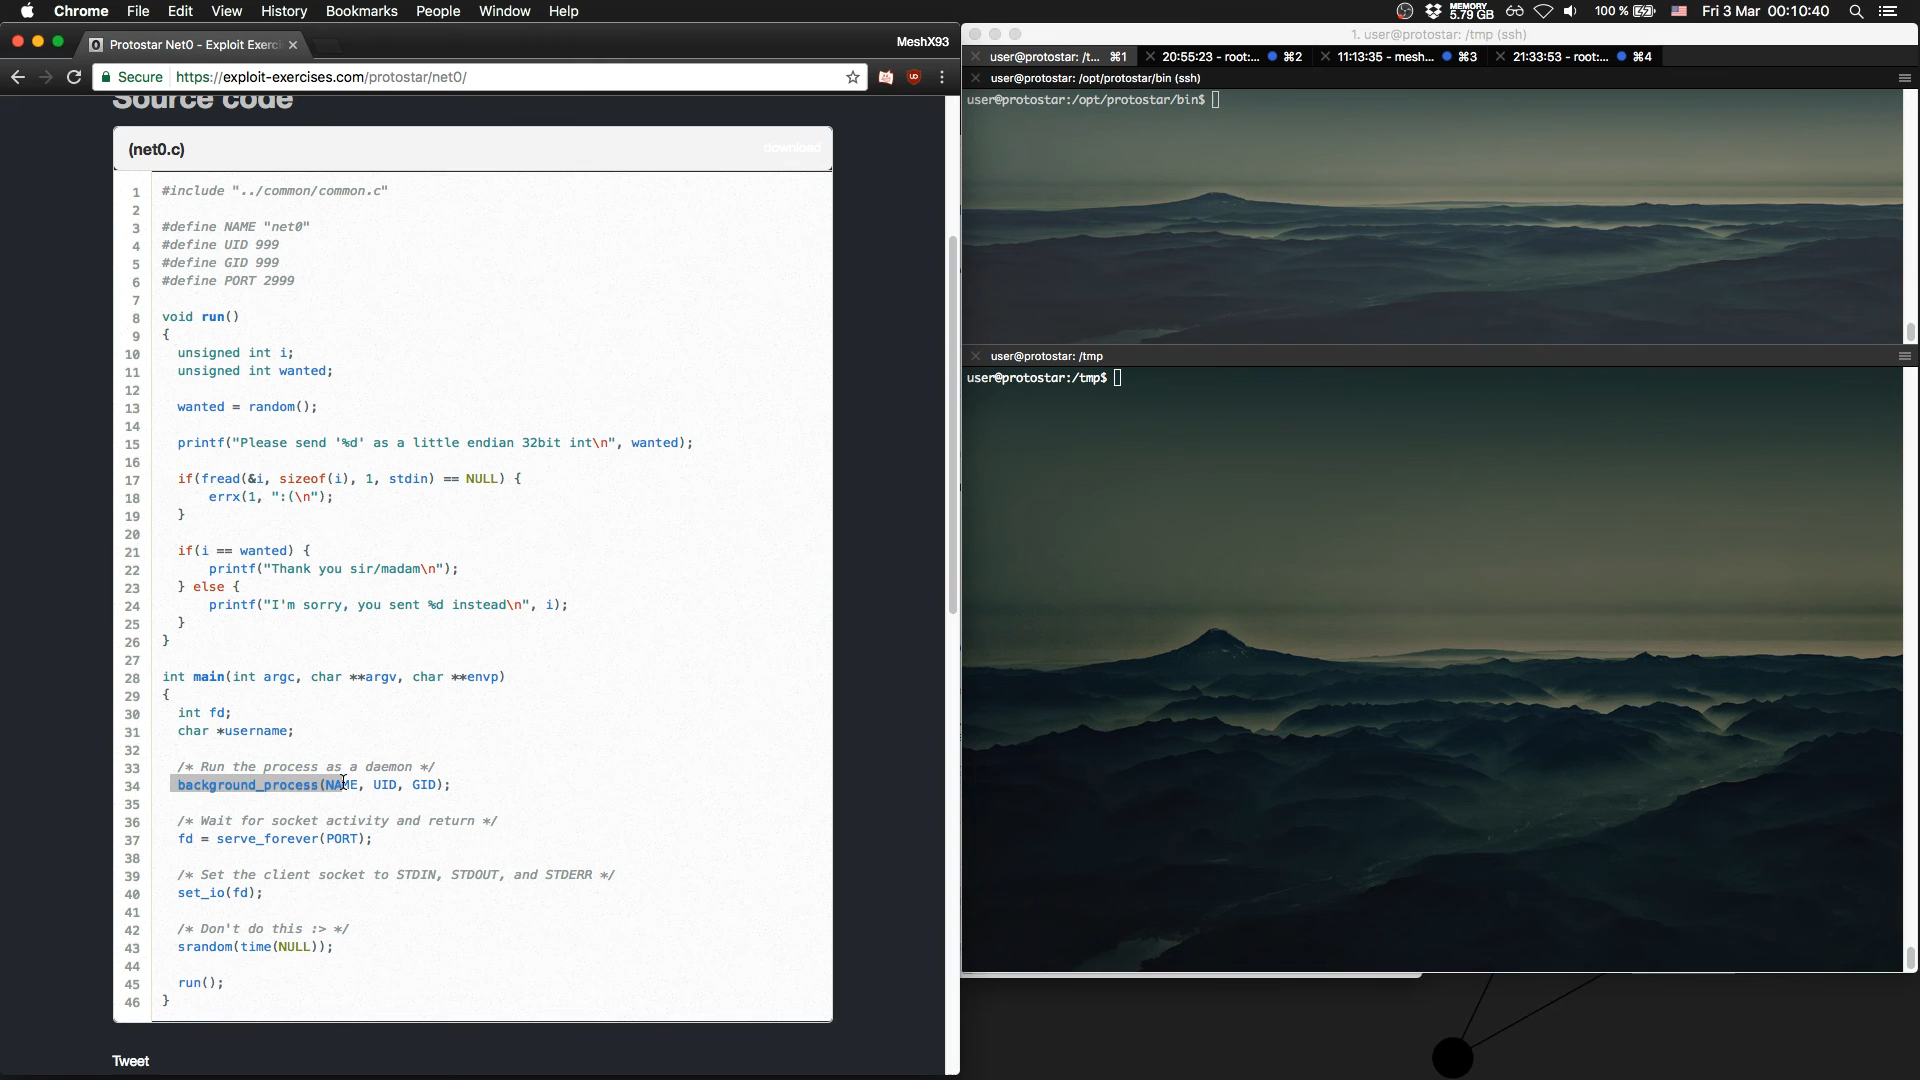 Chrome File Edit View History Bookmarks People Window Help
MEMORY
5.79 GB
100 % Fri 3 Mar 00:10:40
Protostar Net0 - Exploit Exerci
MeshX93
Secure https://exploit-exercises.com/protostar/net0/
Source code
(net0.c)
download
1 #include "../common/common.c"
2
3 #define NAME "net0"
4 #define UID 999
5 #define GID 999
6 #define PORT 2999
7
8 void run()
9 {
10 unsigned int i;
11 unsigned int wanted;
12
13 wanted = random();
14
15 printf("Please send '%d' as a little endian 32bit int\n", wanted);
16
17 if(fread(&i, sizeof(i), 1, stdin) == NULL) {
18 errx(1, ":(\n");
19 }
20
21 if(i == wanted) {
22 printf("Thank you sir/madam\n");
23 } else {
24 printf("I'm sorry, you sent %d instead\n", i);
25 }
26 }
27
28 int main(int argc, char **argv, char **envp)
29 {
30 int fd;
31 char *username;
32
33 /* Run the process as a daemon */
34 background_process(NAME, UID, GID);
35
36 /* Wait for socket activity and return */
37 fd = serve_forever(PORT);
38
39 /* Set the client socket to STDIN, STDOUT, and STDERR */
40 set_io(fd);
41
42 /* Don't do this :> */
43 srandom(time(NULL));
44
45 run();
46 }
Tweet
1. user@protostar: /tmp (ssh)
user@protostar: /t... ⌘1 20:55:23 - root:... ⌘2 11:13:35 - mesh... ⌘3 21:33:53 - root:... ⌘4
user@protostar: /opt/protostar/bin (ssh)
user@protostar:/opt/protostar/bin$
user@protostar: /tmp
user@protostar:/tmp$